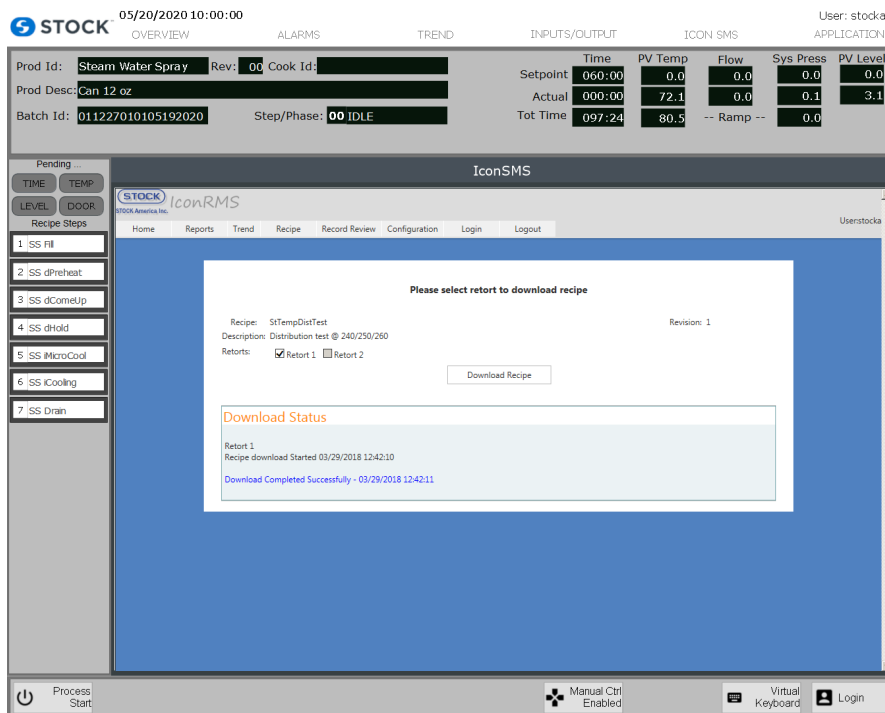 STOCK
05/20/2020 10:00:00
User: stocka
OVERVIEW ALARMS TREND INPUTS/OUTPUT ICON SMS APPLICATION
Time PV Temp Flow Sys Press PV Level
Prod Id: Steam Water Spray Rev: 00 Cook Id: Setpoint 060:00 0.0 0.0 0.0 0.0
Prod Desc: Can 12 oz Actual 000:00 72.1 0.0 0.1 3.1
Batch Id: 011227010105192020 Step/Phase: 00 IDLE Tot Time 097:24 80.5 -- Ramp -- 0.0
Pending ...
TIME TEMP
LEVEL DOOR
Recipe Steps
1 SS Fill
2 SS dPreheat
3 SS dComeUp
4 SS dHold
5 SS iMicroCool
6 SS iCooling
7 SS Drain
IconSMS
STOCK IconRMS
STOCK America, Inc.
User:stocka
Home Reports Trend Recipe Record Review Configuration Login Logout
Please select retort to download recipe
Recipe: StTempDistTest Revision: 1
Description: Distribution test @ 240/250/260
Retorts: Retort 1 Retort 2
Download Recipe
Download Status
Retort 1
Recipe download Started 03/29/2018 12:42:10
Download Completed Successfully - 03/29/2018 12:42:11
Process Start
Manual Ctrl Enabled
Virtual Keyboard
Login